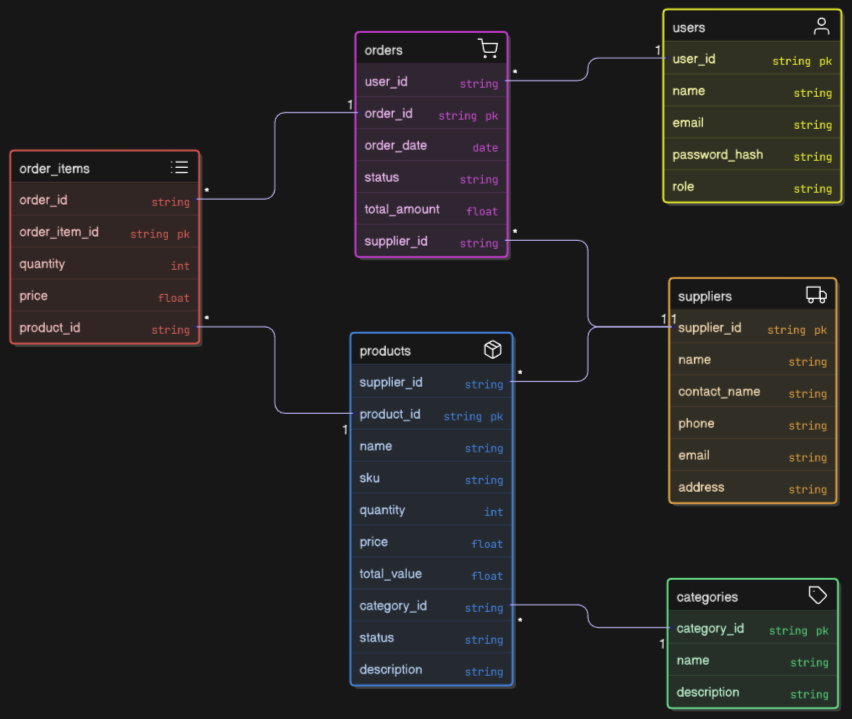 users
user_id string pk
name string
email string
password_hash string
role string
orders
user_id string
order_id string pk
order_date date
status string
total_amount float
supplier_id string
order_items
order_id string
order_item_id string pk
quantity int
price float
product_id string
suppliers
supplier_id string pk
name string
contact_name string
phone string
email string
address string
products
supplier_id string
product_id string pk
name string
sku string
quantity int
price float
total_value float
category_id string
status string
description string
categories
category_id string pk
name string
description string
* 1
1 *
* 1
* 1
* 1
* 1